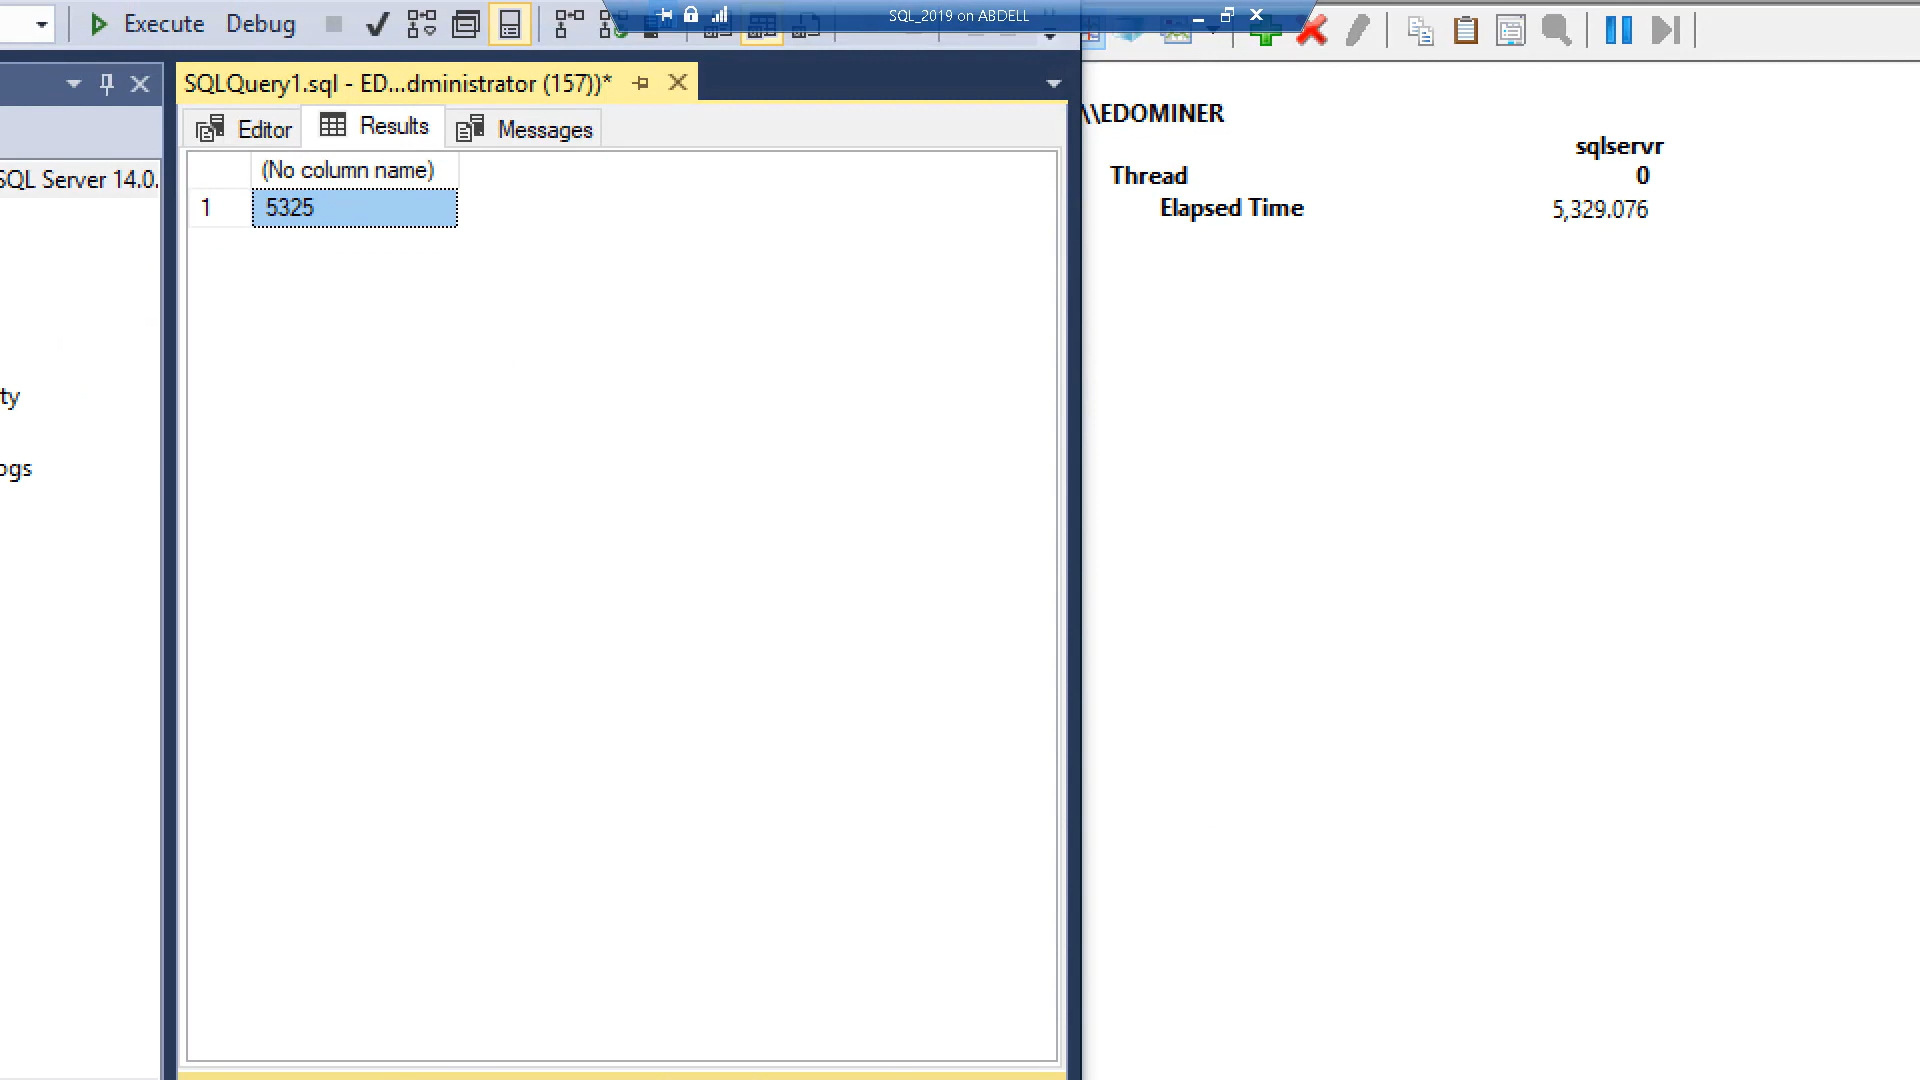 Execute Debug
SQL_2019 on ABDELL
SQLQuery1.sql - ED...dministrator (157))*
Editor Results Messages
(No column name)
1 5325
SQL Server 14.0.
ty
ogs
\\EDOMINER
sqlservr
Thread 0
Elapsed Time 5,329.076